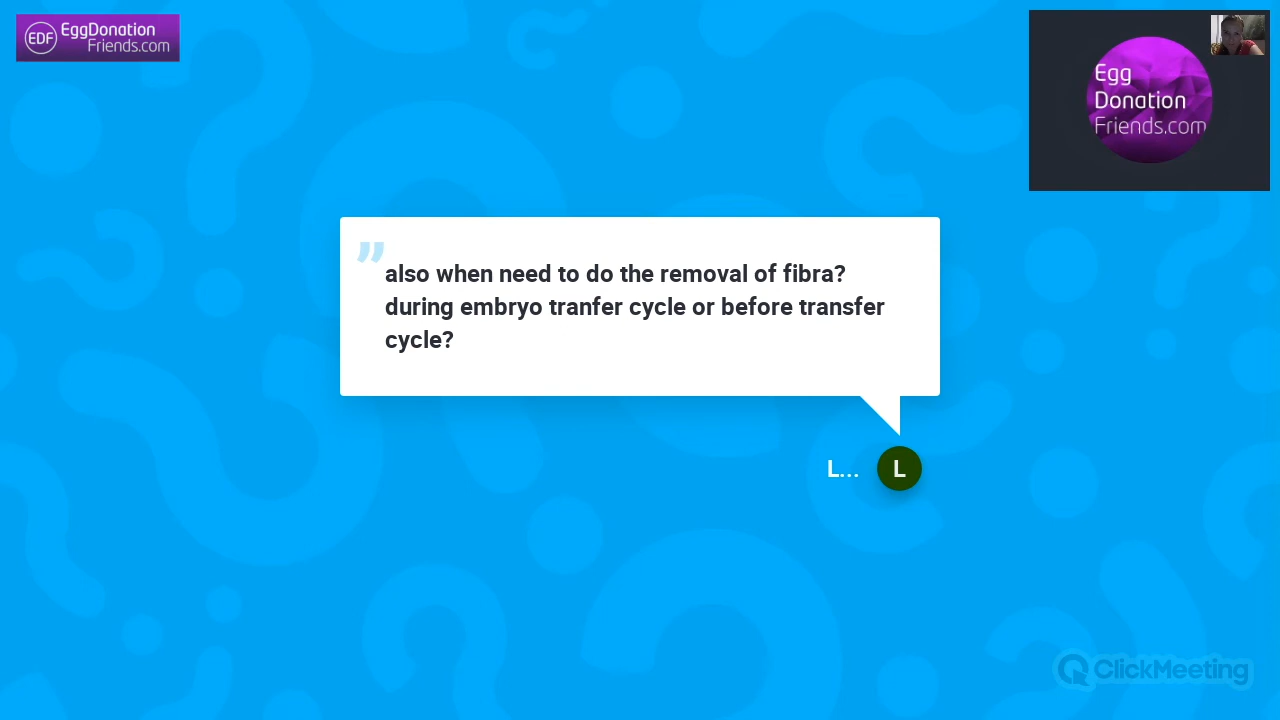 EDF EggDonation
Friends.com
Egg
Donation
Friends.com
also when need to do the removal of fibra?
during embryo tranfer cycle or before transfer
cycle?
L... L
ClickMeeting